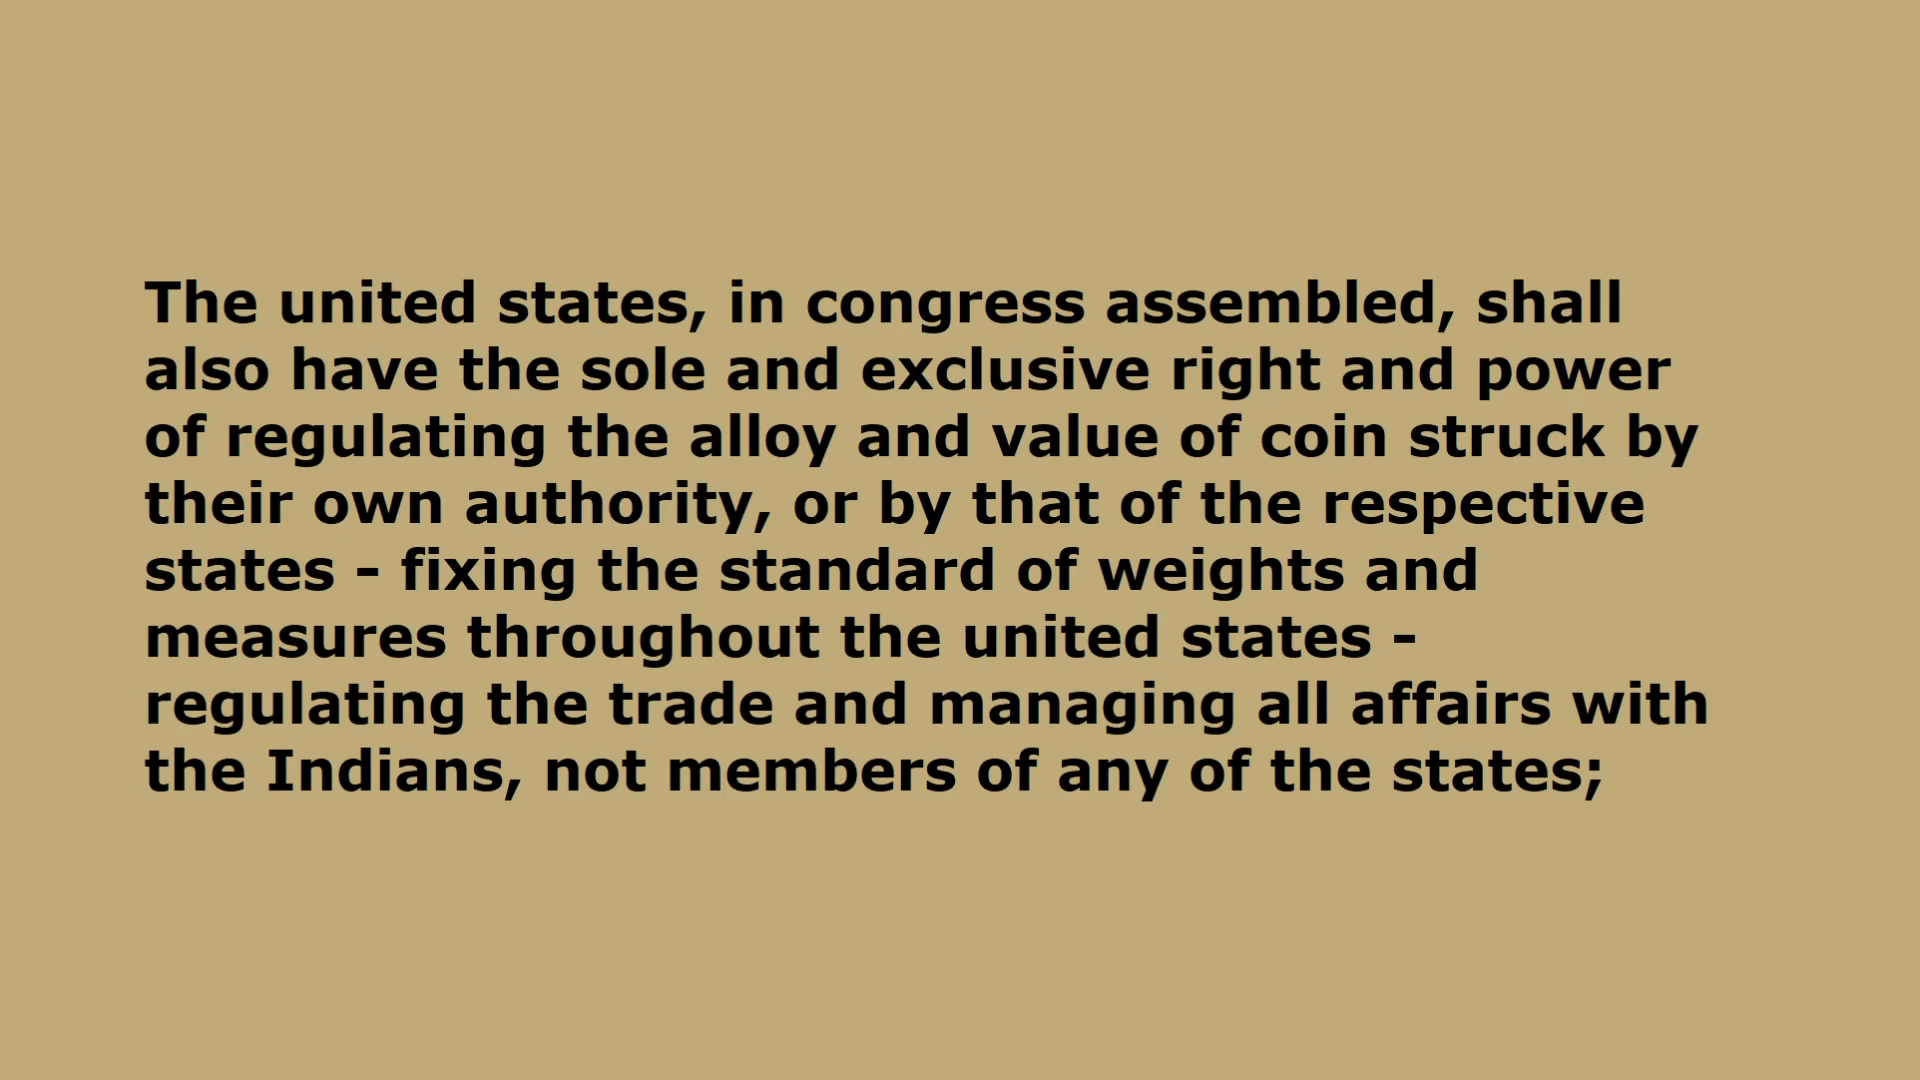 The united states, in congress assembled, shall
also have the sole and exclusive right and power
of regulating the alloy and value of coin struck by
their own authority, or by that of the respective
states - fixing the standard of weights and
measures throughout the united states -
regulating the trade and managing all affairs with
the Indians, not members of any of the states;